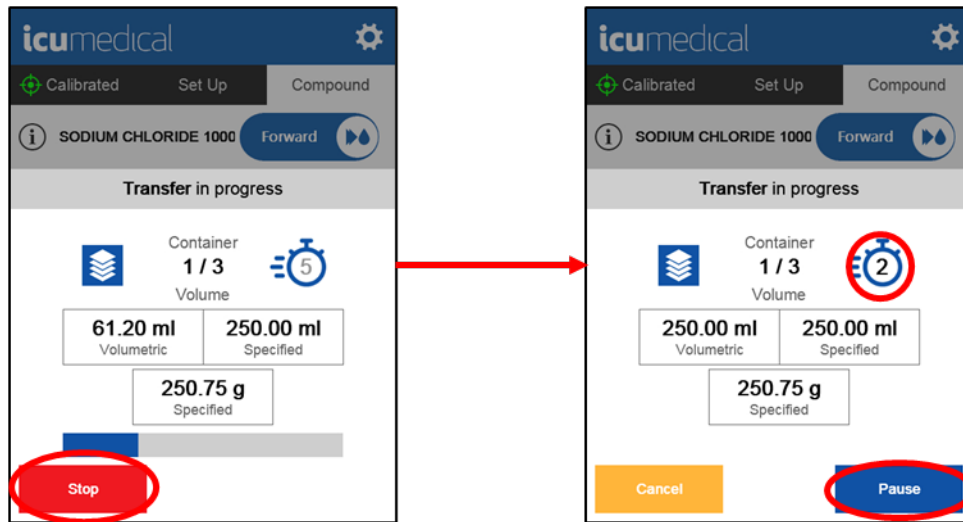 icumedical
Calibrated Set Up Compound
SODIUM CHLORIDE 1000 Forward
Transfer in progress
Container
1 / 3
5
Volume
61.20 ml 250.00 ml
Volumetric Specified
250.75 g
Specified
Stop
icumedical
Calibrated Set Up Compound
SODIUM CHLORIDE 1000 Forward
Transfer in progress
Container
1 / 3
2
Volume
250.00 ml 250.00 ml
Volumetric Specified
250.75 g
Specified
Cancel Pause